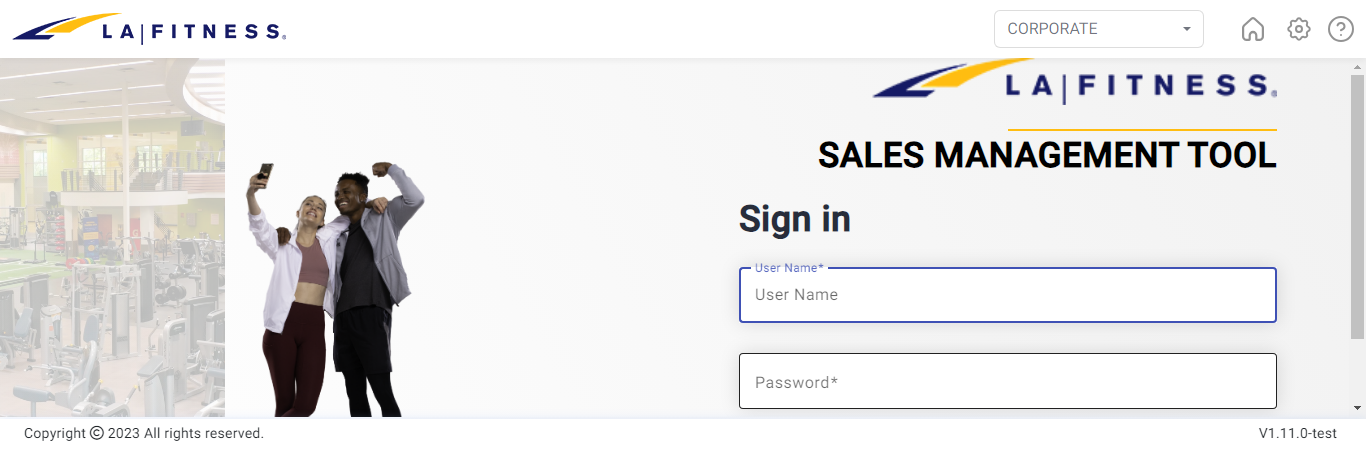 LA|FITNESS®
CORPORATE
LA|FITNESS®
SALES MANAGEMENT TOOL
Sign in
User Name*
User Name
Password*
Copyright © 2023 All rights reserved.
V1.11.0-test